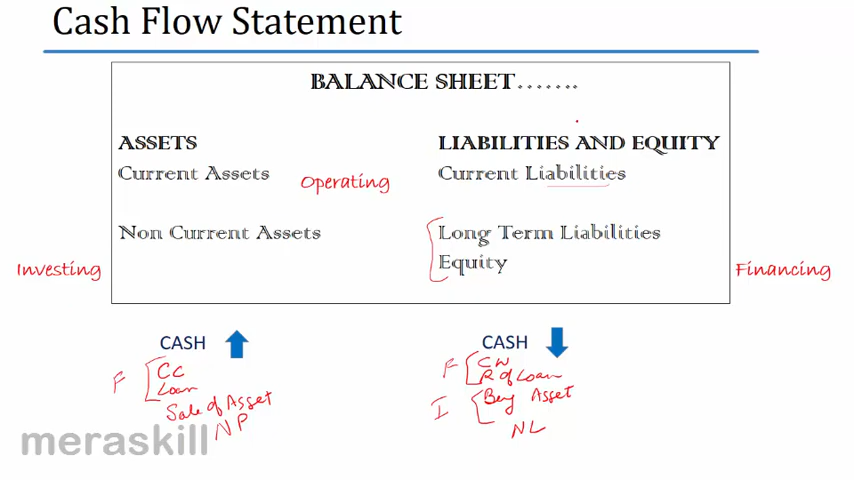 Cash Flow Statement
BALANCE SHEET.......
ASSETS
LIABILITIES AND EQUITY
Current Assets
Operating
Current Liabilities
Non Current Assets
Long Term Liabilities
Equity
Investing
Financing
CASH
CASH
F
CC
Loan
Sale of Asset
NP
F
CW
R of Loan
I
Buy Asset
NL
meraskill